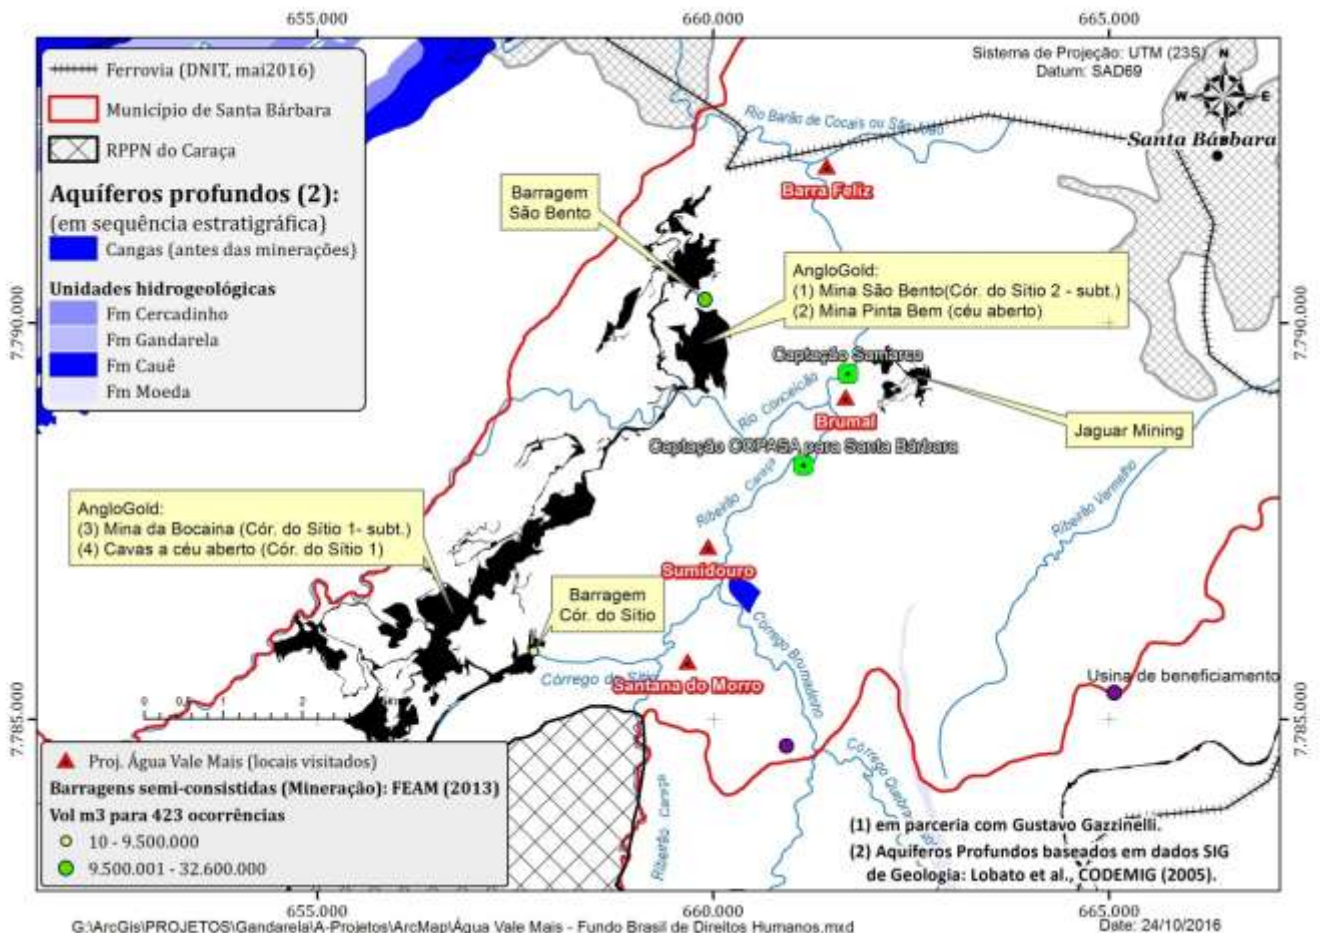 655.000
660.000
665.000
Ferrovia (DNIT, mai2016)
Município de Santa Bárbara
RPPN do Caraça
Aquíferos profundos (2):
(em sequência estratigráfica)
Cangas (antes das minerações)
Unidades hidrogeológicas
Fm Cercadinho
Fm Gandarela
Fm Cauê
Fm Moeda
Sistema de Projeção: UTM (23S)
Datum: SAD69
N
W
E
Santa Bárbara
Rio Barão de Cocais ou São João
Barra Feliz
Barragem
São Bento
AngloGold:
(1) Mina São Bento(Cór. do Sítio 2 - subt.)
(2) Mina Pinta Bem (céu aberto)
7.790.000
7.790.000
Captação Samarco
Rio Conceição
Brumal
Jaguar Mining
Captação COPASA para Santa Bárbara
Ribeirão Caraça
Ribeirão Vermelho
AngloGold:
(3) Mina da Bocaina (Cór. do Sítio 1- subt.)
(4) Cavas a céu aberto (Cór. do Sítio 1)
Sumidouro
Barragem
Cór. do Sítio
Córrego Brumadinho
Córrego do Sítio
Santana do Morro
Usina de beneficiamento
0 0,5 1 2
7.785.000
7.785.000
Córrego
Ribeirão Caraça
Proj. Água Vale Mais (locais visitados)
Barragens semi-consistidas (Mineração): FEAM (2013)
Vol m3 para 423 ocorrências
10 - 9.500.000
9.500.001 - 32.600.000
(1) em parceria com Gustavo Gazzinelli.
(2) Aquíferos Profundos baseados em dados SIG
de Geologia: Lobato et al., CODEMIG (2005).
655.000
660.000
665.000
G:\ArcGis\PROJETOS\Gandarela\A-Projetos\ArcMap\Água Vale Mais - Fundo Brasil de Direitos Humanos.mxd
Date: 24/10/2016